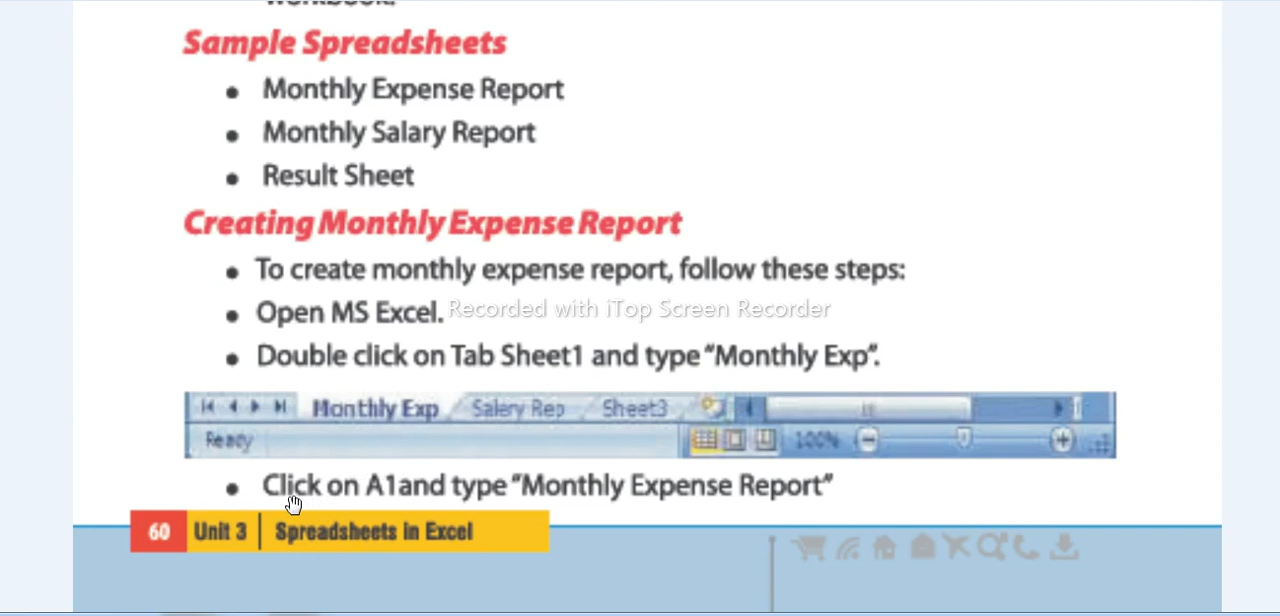 workbook.
Sample Spreadsheets
• Monthly Expense Report
• Monthly Salary Report
• Result Sheet
Creating Monthly Expense Report
• To create monthly expense report, follow these steps:
• Open MS Excel.
Recorded with iTop Screen Recorder
• Double click on Tab Sheet1 and type "Monthly Exp".
Monthly Exp Salery Rep Sheet3
Ready 100%
• Click on A1and type "Monthly Expense Report"
60 Unit 3 | Spreadsheets in Excel